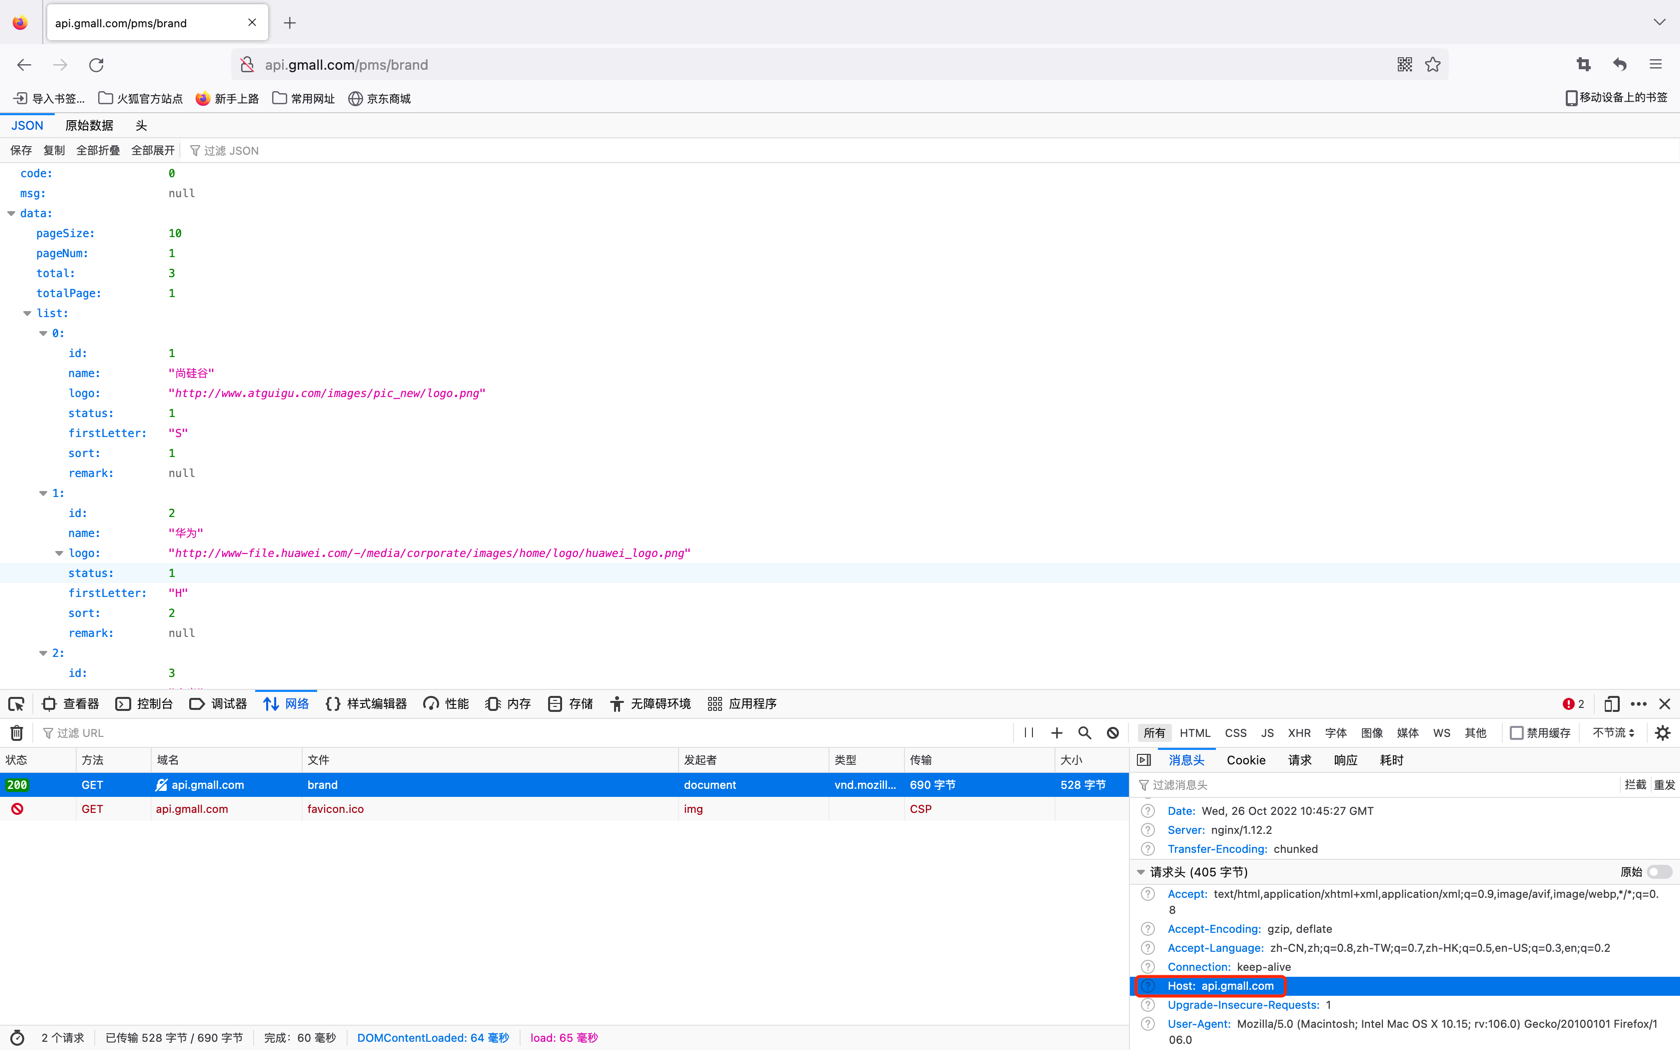 api.gmall.com/pms/brand
api.gmall.com/pms/brand
导入书签... 火狐官方站点 新手上路 常用网址 京东商城 移动设备上的书签
JSON 原始数据 头
保存 复制 全部折叠 全部展开 过滤 JSON
code: 0
msg: null
data:
pageSize: 10
pageNum: 1
total: 3
totalPage: 1
list:
0:
id: 1
name: "尚硅谷"
logo: "http://www.atguigu.com/images/pic_new/logo.png"
status: 1
firstLetter: "S"
sort: 1
remark: null
1:
id: 2
name: "华为"
logo: "http://www-file.huawei.com/-/media/corporate/images/home/logo/huawei_logo.png"
status: 1
firstLetter: "H"
sort: 2
remark: null
2:
id: 3
查看器 控制台 调试器 网络 样式编辑器 性能 内存 存储 无障碍环境 应用程序 2
过滤 URL 所有 HTML CSS JS XHR 字体 图像 媒体 WS 其他 禁用缓存 不节流
状态 方法 域名 文件 发起者 类型 传输 大小
200 GET api.gmall.com brand document vnd.mozill... 690 字节 528 字节
GET api.gmall.com favicon.ico img CSP
消息头 Cookie 请求 响应 耗时
过滤消息头 拦截 重发
Date: Wed, 26 Oct 2022 10:45:27 GMT
Server: nginx/1.12.2
Transfer-Encoding: chunked
请求头 (405 字节) 原始
Accept: text/html,application/xhtml+xml,application/xml;q=0.9,image/avif,image/webp,*/*;q=0.
8
Accept-Encoding: gzip, deflate
Accept-Language: zh-CN,zh;q=0.8,zh-TW;q=0.7,zh-HK;q=0.5,en-US;q=0.3,en;q=0.2
Connection: keep-alive
Host: api.gmall.com
Upgrade-Insecure-Requests: 1
User-Agent: Mozilla/5.0 (Macintosh; Intel Mac OS X 10.15; rv:106.0) Gecko/20100101 Firefox/1
06.0
2 个请求 已传输 528 字节 / 690 字节 完成: 60 毫秒 DOMContentLoaded: 64 毫秒 load: 65 毫秒